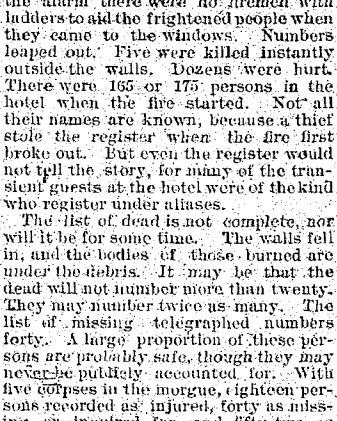 the alarm there were no firemen with
ladders to aid the frightened people when
they came to the windows. Numbers
leaped out. Five were killed instantly
outside the walls. Dozens were hurt.
There were 165 or 175 persons in the
hotel when the fire started. Not all
their names are known, because a thief
stole the register when the fire first
broke out. But even the register would
not tell the story, for many of the tran-
sient guests at the hotel were of the kind
who register under aliases.
The list of dead is not complete, nor
will it be for some time. The walls fell
in, and the bodies of those burned are
under the debris. It may be that the
dead will not number more than twenty.
They may number twice as many. The
list of missing telegraphed numbers
forty. A large proportion of these per-
sons are probably safe, though they may
never be publicly accounted for. With
five corpses in the morgue, eighteen per-
sons recorded as injured, forty as miss-